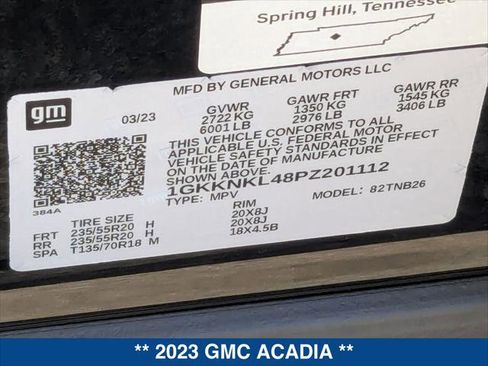 Spring Hill, Tennessee
MFD BY GENERAL MOTORS LLC
gm
03/23
GVWR GAWR FRT GAWR RR
2722 KG 1350 KG 1545 KG
6001 LB 2976 LB 3406 LB
THIS VEHICLE CONFORMS TO ALL
APPLICABLE U.S. FEDERAL MOTOR
VEHICLE SAFETY STANDARDS IN EFFECT
ON THE DATE OF MANUFACTURE
SHOWN ABOVE.
1GKKNKL48PZ201112
TYPE: MPV MODEL: 82TNB26
384A
TIRE SIZE RIM
FRT 235/55R20 H 20X8J
RR 235/55R20 H 20X8J
SPA T135/70R18 M 18X4.5B
** 2023 GMC ACADIA **